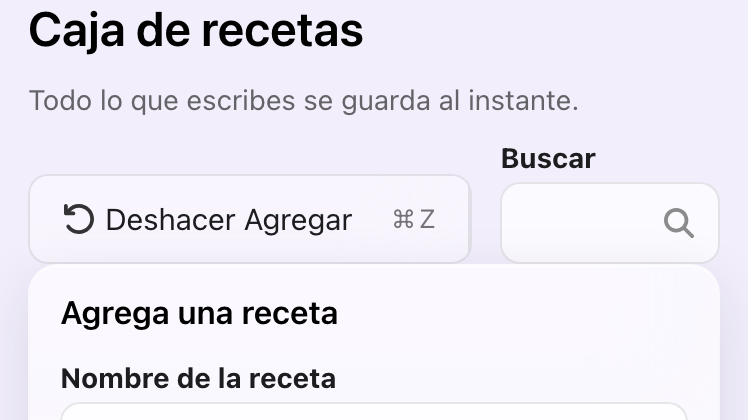 Caja de recetas
Todo lo que escribes se guarda al instante.
Buscar
Deshacer Agregar ⌘Z
Agrega una receta
Nombre de la receta